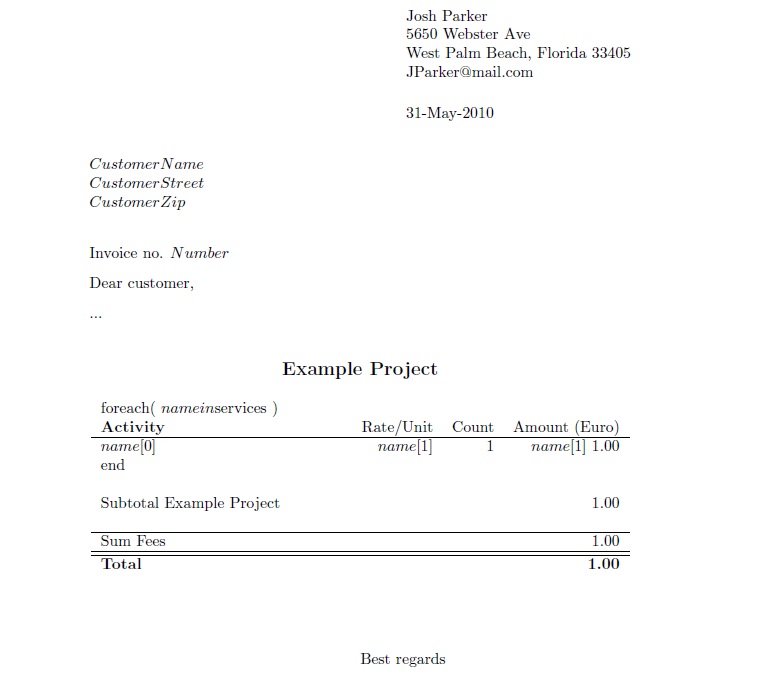 Josh Parker
5650 Webster Ave
West Palm Beach, Florida 33405
JParker@mail.com
31-May-2010
CustomerName
CustomerStreet
CustomerZip
Invoice no. Number
Dear customer,
...
Example Project
foreach( nameinservices )
Activity Rate/Unit Count Amount (Euro)
name[0] name[1] 1 name[1] 1.00
end
Subtotal Example Project 1.00
Sum Fees 1.00
Total 1.00
Best regards